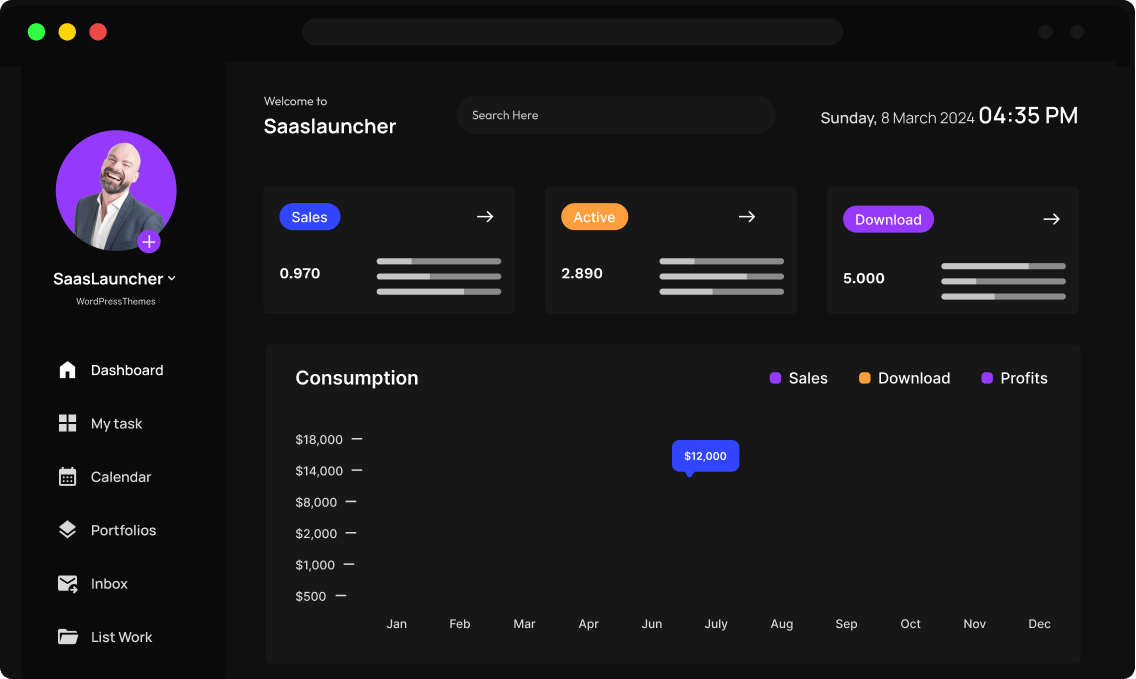 Welcome to
Saaslauncher
Search Here
Sunday, 8 March 2024 04:35 PM
SaasLauncher
WordPressThemes
Dashboard
My task
Calendar
Portfolios
Inbox
List Work
Sales
0.970
Active
2.890
Download
5.000
Consumption
Sales
Download
Profits
$18,000
$14,000
$8,000
$2,000
$1,000
$500
$12,000
Jan Feb Mar Apr Jun July Aug Sep Oct Nov Dec